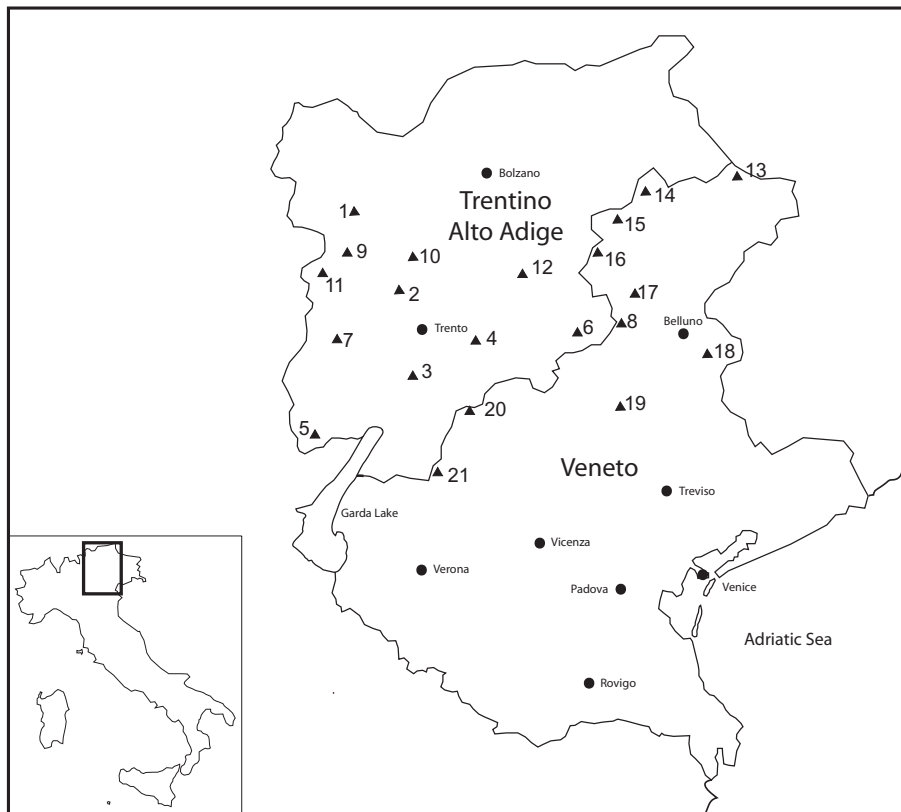 Bolzano
13
14
Trentino
Alto Adige
1
15
9
10
16
11
12
2
17
Trento
6
8
Belluno
7
4
18
3
20
19
5
Veneto
21
Treviso
Garda Lake
Vicenza
Verona
Padova
Venice
Adriatic Sea
Rovigo